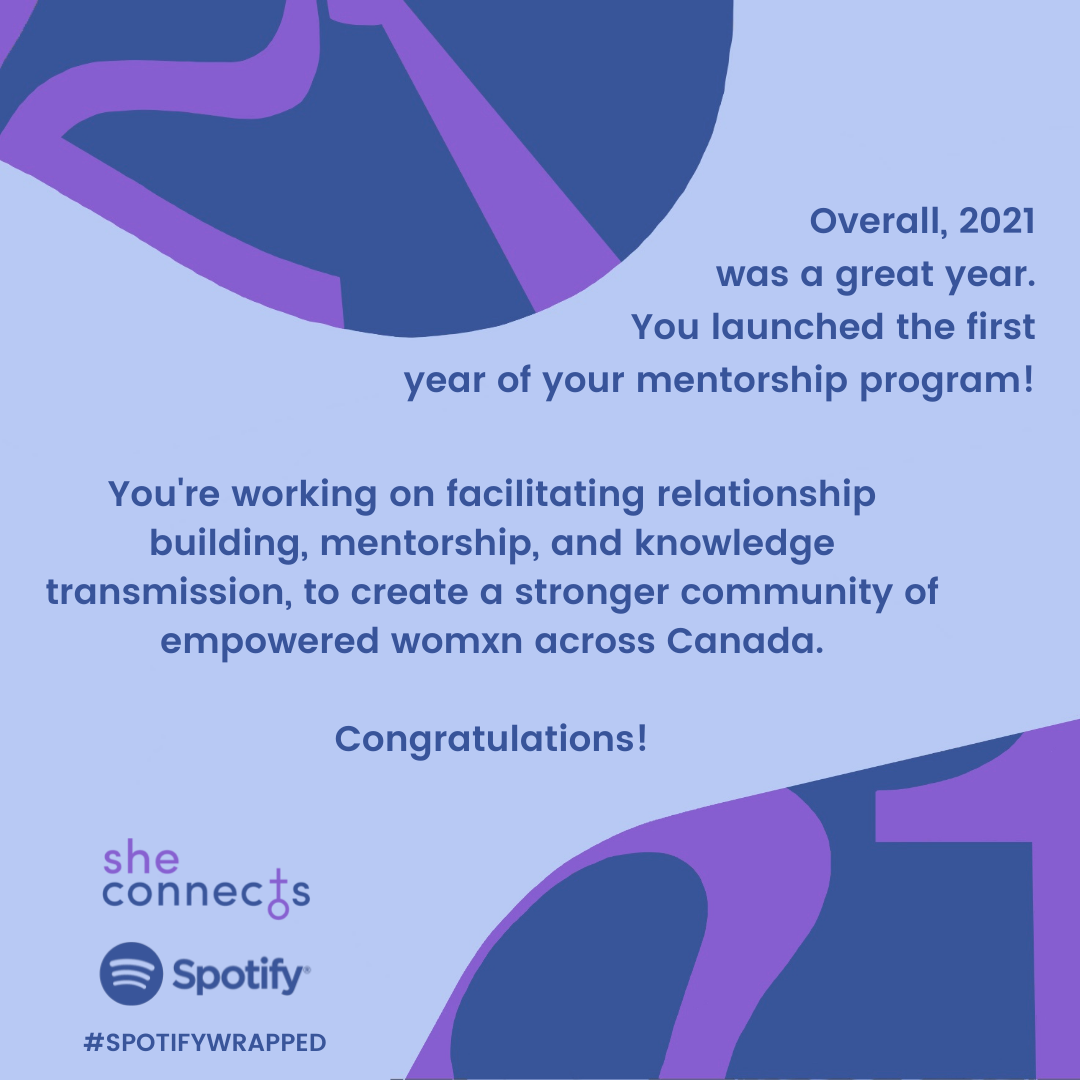 Overall, 2021
was a great year.
You launched the first
year of your mentorship program!
You're working on facilitating relationship
building, mentorship, and knowledge
transmission, to create a stronger community of
empowered womxn across Canada.
Congratulations!
she
connects
Spotify®
#SPOTIFYWRAPPED